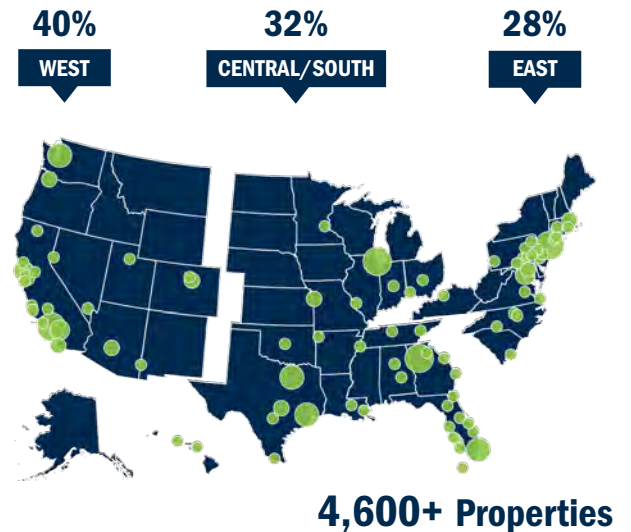 40%
32%
28%
WEST
CENTRAL/SOUTH
EAST
4,600+ Properties